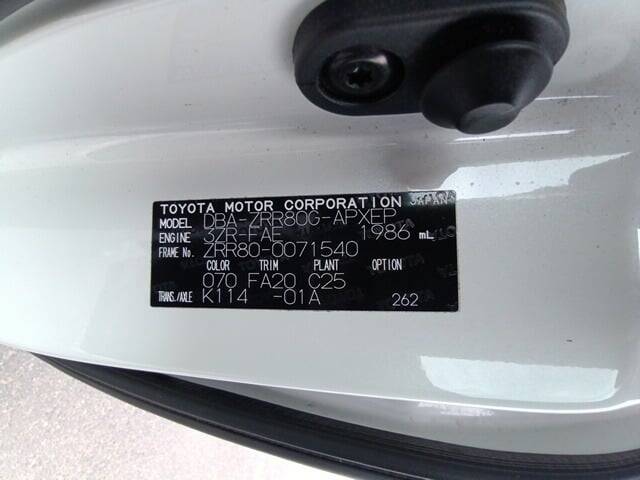 TOYOTA MOTOR CORPORATION JAPAN
MODEL DBA-ZRR80G-APXEP
ENGINE 3ZR-FAE 1986 mL
FRAME No. ZRR80-0071540
COLOR TRIM PLANT OPTION
070 FA20 C25
TRANS./AXLE K114 -01A 262